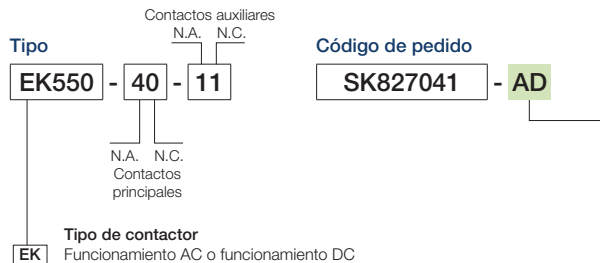 Contactos auxiliares
N.A. N.C.
Tipo
EK550 - 40 - 11
N.A. N.C.
Contactos
principales
Tipo de contactor
EK Funcionamiento AC o funcionamiento DC
Código de pedido
SK827041 - AD